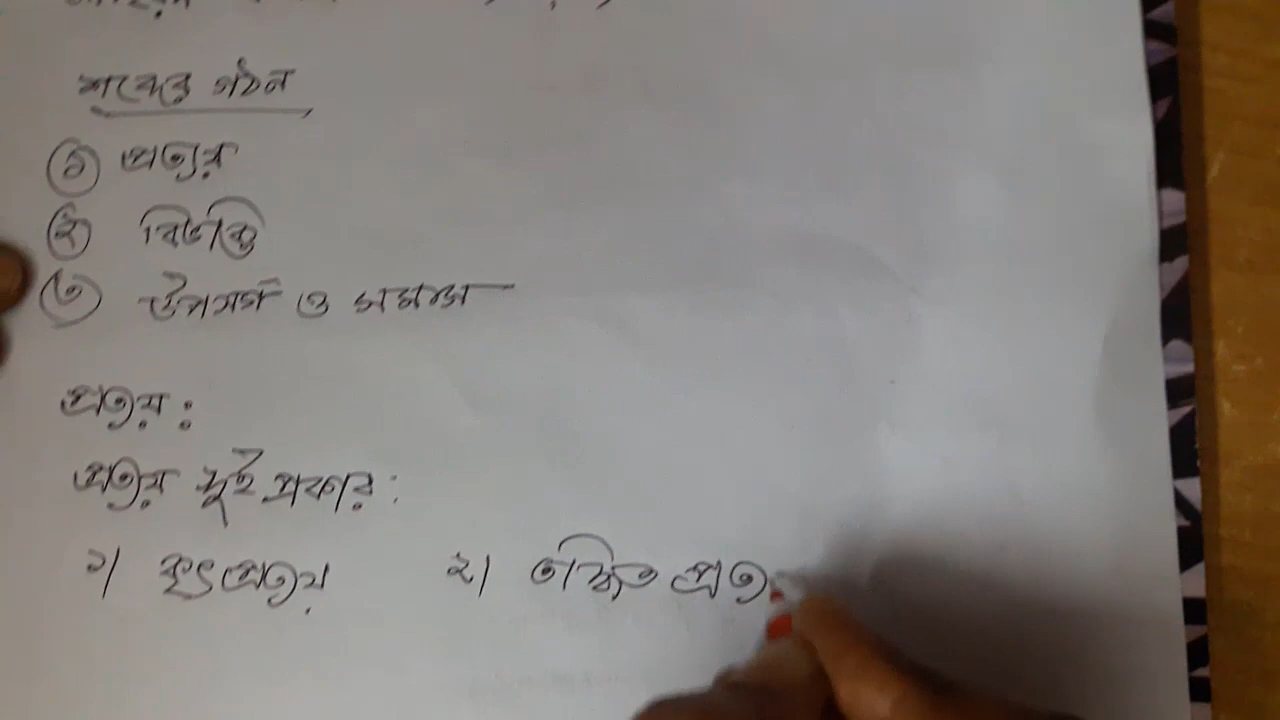 শব্দের গঠন
১ প্রত্যয়
২ বিভক্তি
৩ উপসর্গ ও সমাস
প্রত্যয় :
প্রত্যয় দুই প্রকার :
১। কৃৎপ্রত্যয় ২। তদ্ধিত প্রত